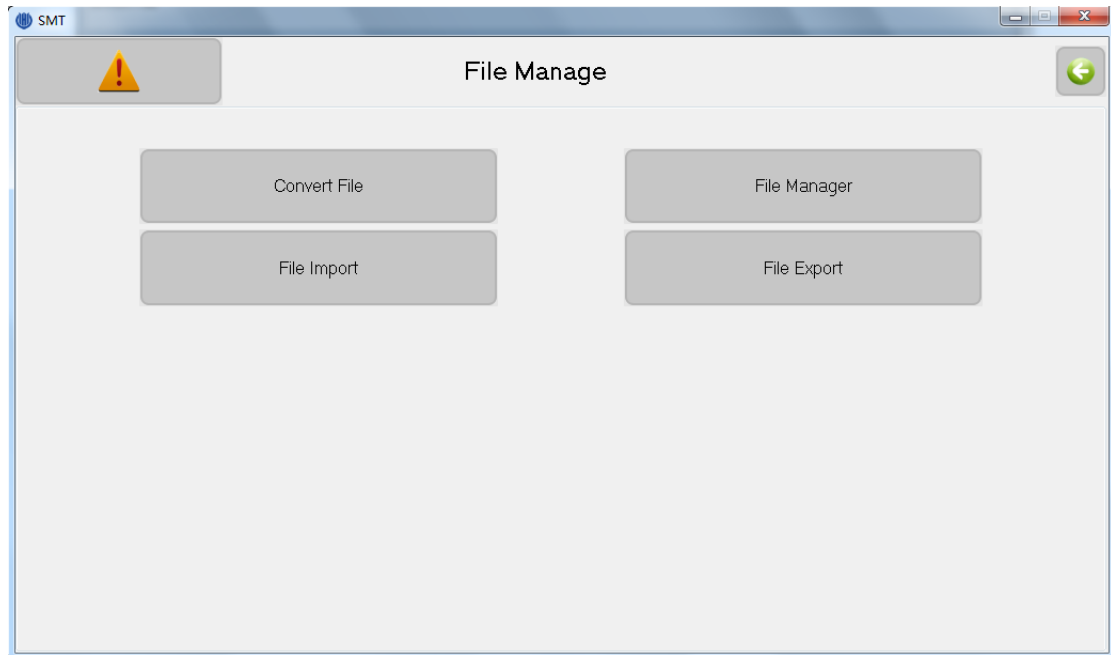 SMT
File Manage
Convert File
File Manager
File Import
File Export